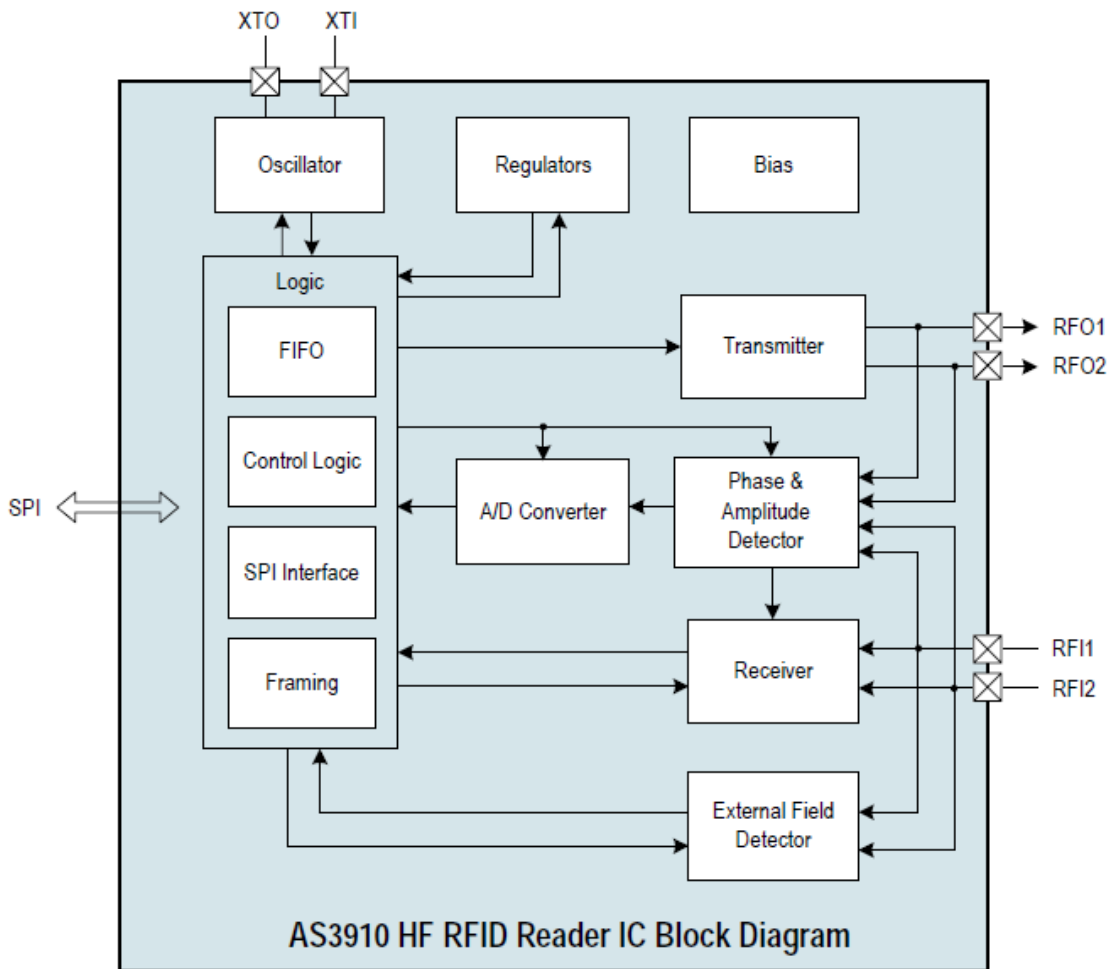 XTO
XTI
Oscillator
Regulators
Bias
Logic
FIFO
Transmitter
RFO1
RFO2
Control Logic
SPI
A/D Converter
Phase &
Amplitude
Detector
SPI Interface
Framing
Receiver
RFI1
RFI2
External Field
Detector
AS3910 HF RFID Reader IC Block Diagram